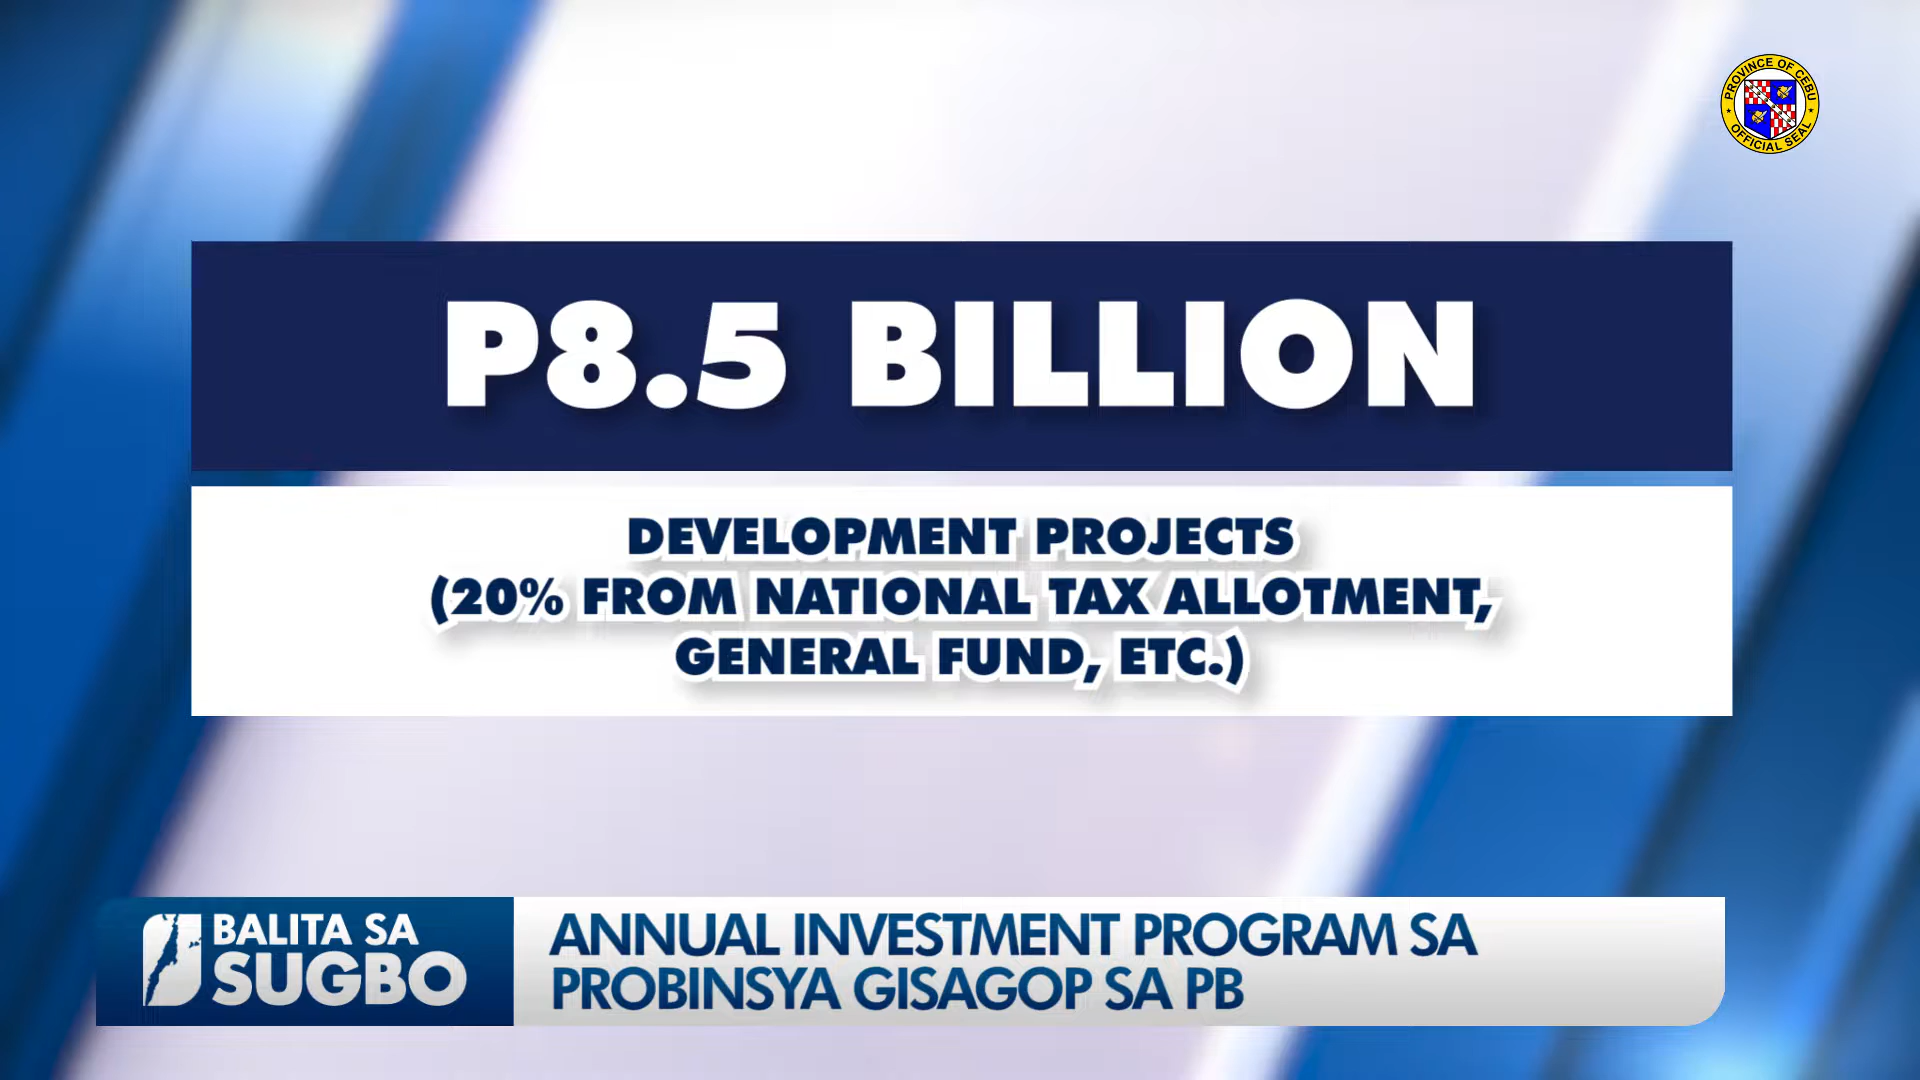 PROVINCE OF CEBU
OFFICIAL SEAL
P8.5 BILLION
DEVELOPMENT PROJECTS
(20% FROM NATIONAL TAX ALLOTMENT,
GENERAL FUND, ETC.)
BALITA SA
SUGBO
ANNUAL INVESTMENT PROGRAM SA
PROBINSYA GISAGOP SA PB